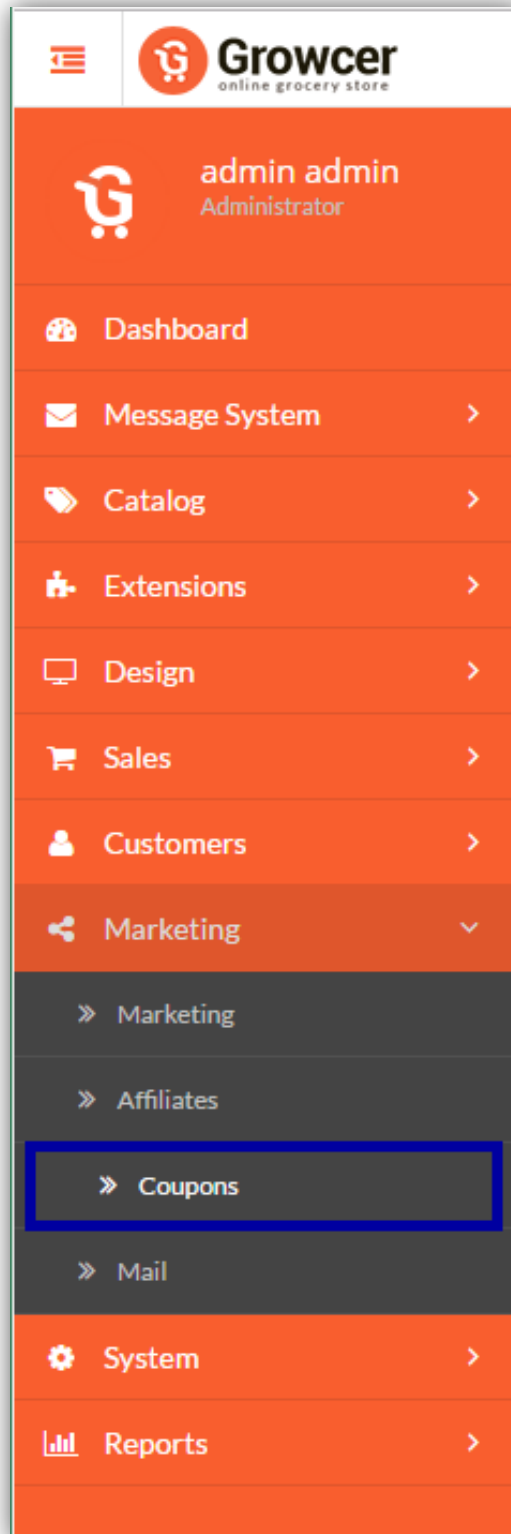 Growcer
online grocery store
admin admin
Administrator
Dashboard
Message System
Catalog
Extensions
Design
Sales
Customers
Marketing
Marketing
Affiliates
Coupons
Mail
System
Reports